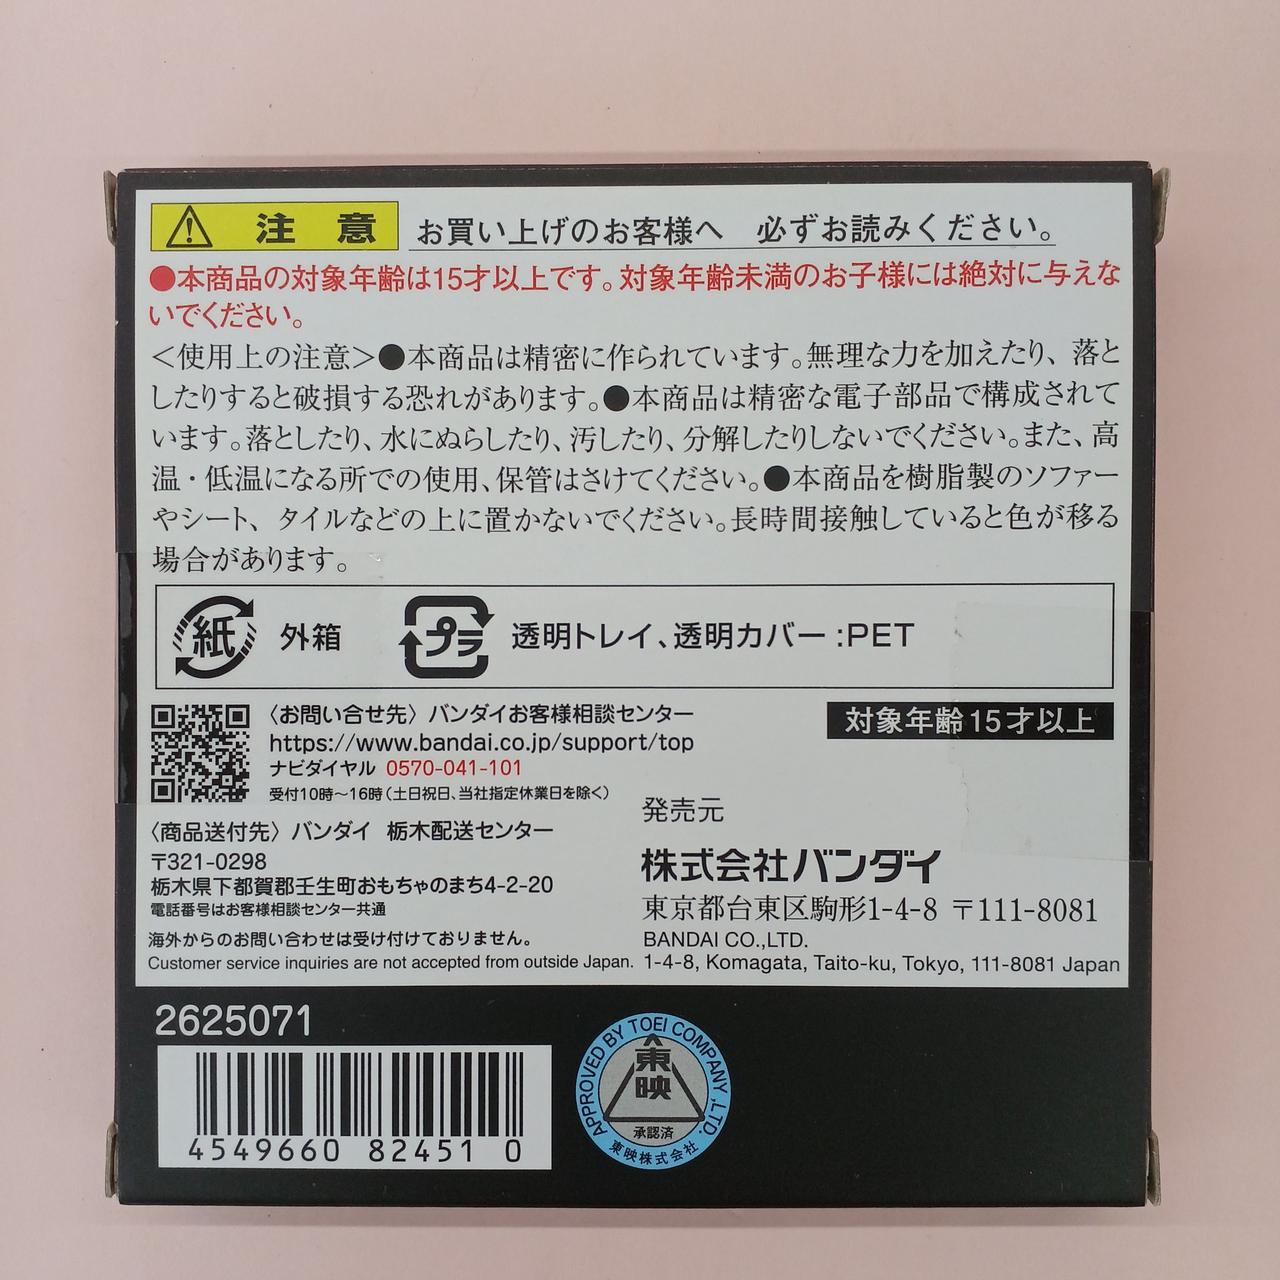 注意 お買い上げのお客様へ 必ずお読みください。
●本商品の対象年齢は15才以上です。対象年齢未満のお子様には絶対に与えな
いでください。
＜使用上の注意＞●本商品は精密に作られています。無理な力を加えたり、落と
したりすると破損する恐れがあります。●本商品は精密な電子部品で構成されて
います。落としたり、水にぬらしたり、汚したり、分解したりしないでください。また、高
温・低温になる所での使用、保管はさけてください。●本商品を樹脂製のソファー
やシート、タイルなどの上に置かないでください。長時間接触していると色が移る
場合があります。
紙 外箱 プラ 透明トレイ、透明カバー:PET
〈お問い合せ先〉バンダイお客様相談センター
https://www.bandai.co.jp/support/top
ナビダイヤル 0570-041-101
受付10時～16時(土日祝日、当社指定休業日を除く)
対象年齢15才以上
〈商品送付先〉バンダイ 栃木配送センター
〒321-0298
栃木県下都賀郡壬生町おもちゃのまち4-2-20
電話番号はお客様相談センター共通
海外からのお問い合わせは受け付けておりません。
Customer service inquiries are not accepted from outside Japan.
発売元
株式会社バンダイ
東京都台東区駒形1-4-8 〒111-8081
BANDAI CO.,LTD.
1-4-8, Komagata, Taito-ku, Tokyo, 111-8081 Japan
2625071
4549660 82451 0
APPROVED BY TOEI COMPANY ,LTD.
東映
承認済
東映株式会社